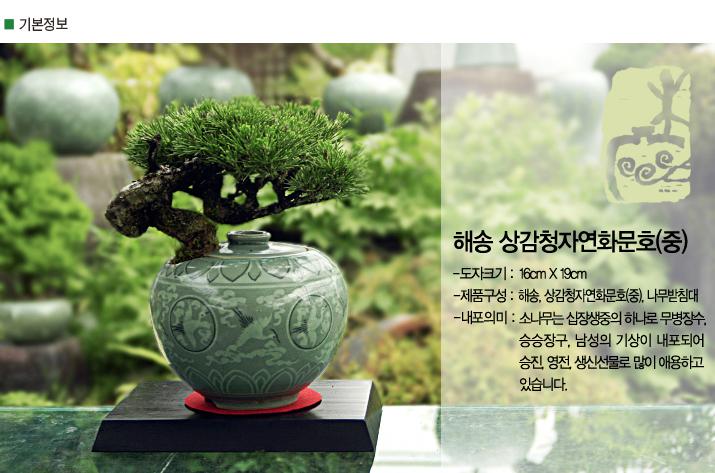 기본정보
해송 상감청자연화문호(중)
-도자크기 : 16cm X 19cm
-제품구성 : 해송, 상감청자연화문호(중), 나무받침대
-내포의미 : 소나무는 십장생중의 하나로 무병장수,
승승장구, 남성의 기상이 내포되어
승진, 영전, 생신선물로 많이 애용하고
있습니다.